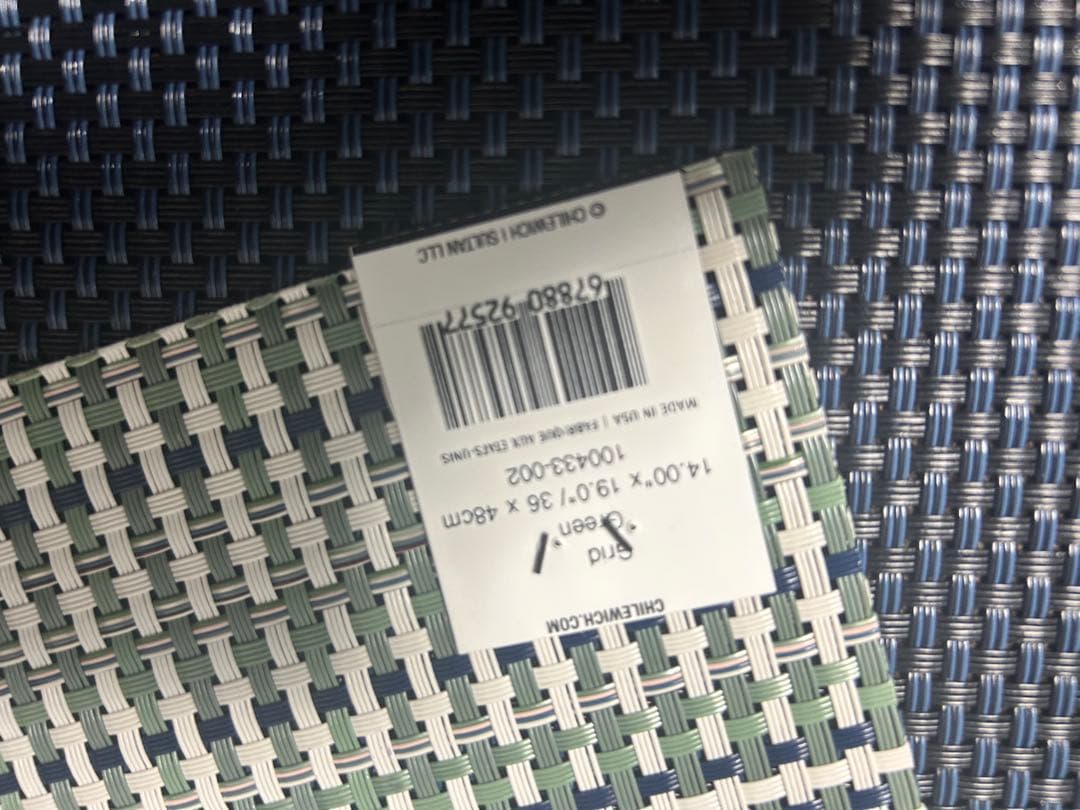 CHILEWICH.COM
Grid
Green
14.00"x 19.0"/ 36 x 48cm
100433-002
MADE IN USA | FABRIQUÉ AUX ÉTATS-UNIS
67880 92577
© CHILEWICH | SULTAN LLC